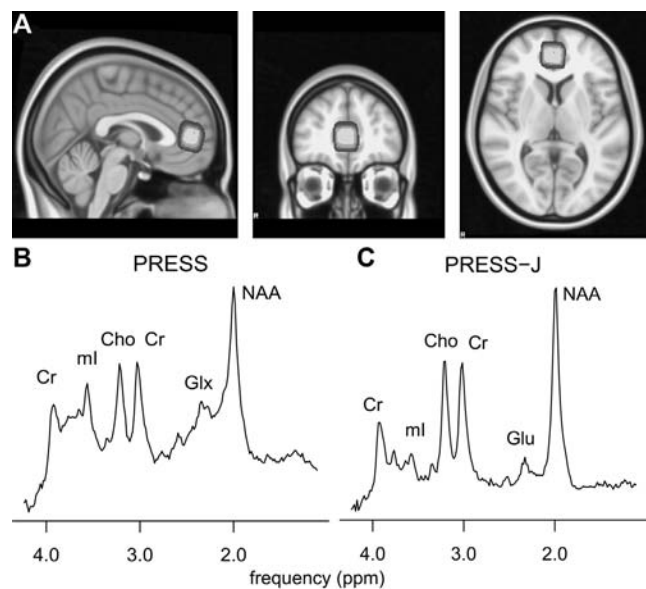 A
B PRESS
C PRESS−J
NAA
NAA
Cho Cr
Cho Cr
mI
Cr
Glx
Cr
mI
Glu
4.0 3.0 2.0
4.0 3.0 2.0
frequency (ppm)